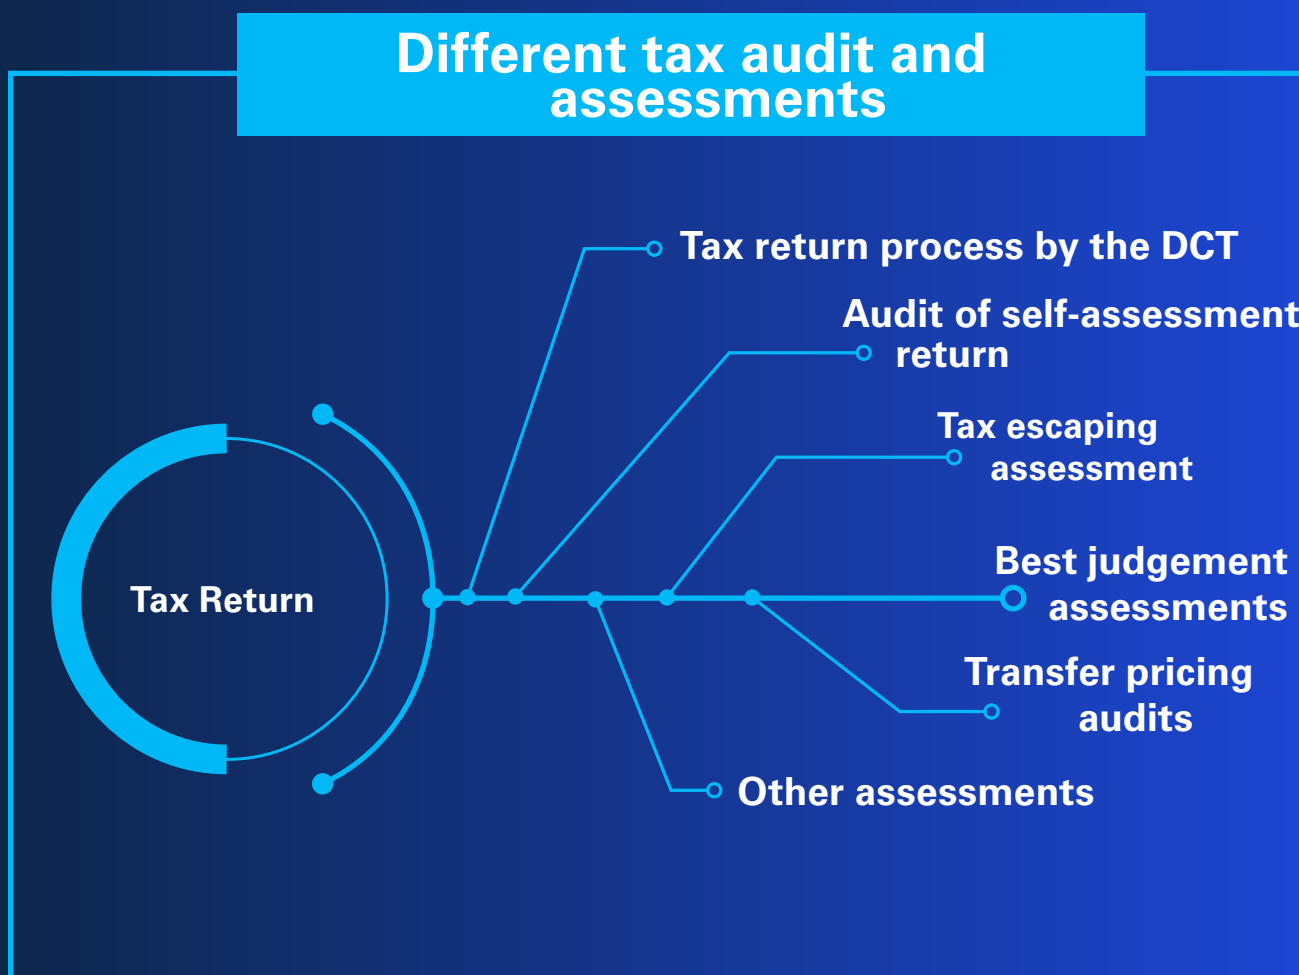 Different tax audit and
assessments
Tax return process by the DCT
Audit of self-assessment
return
Tax escaping
assessment
Tax Return
Best judgement
assessments
Transfer pricing
audits
Other assessments